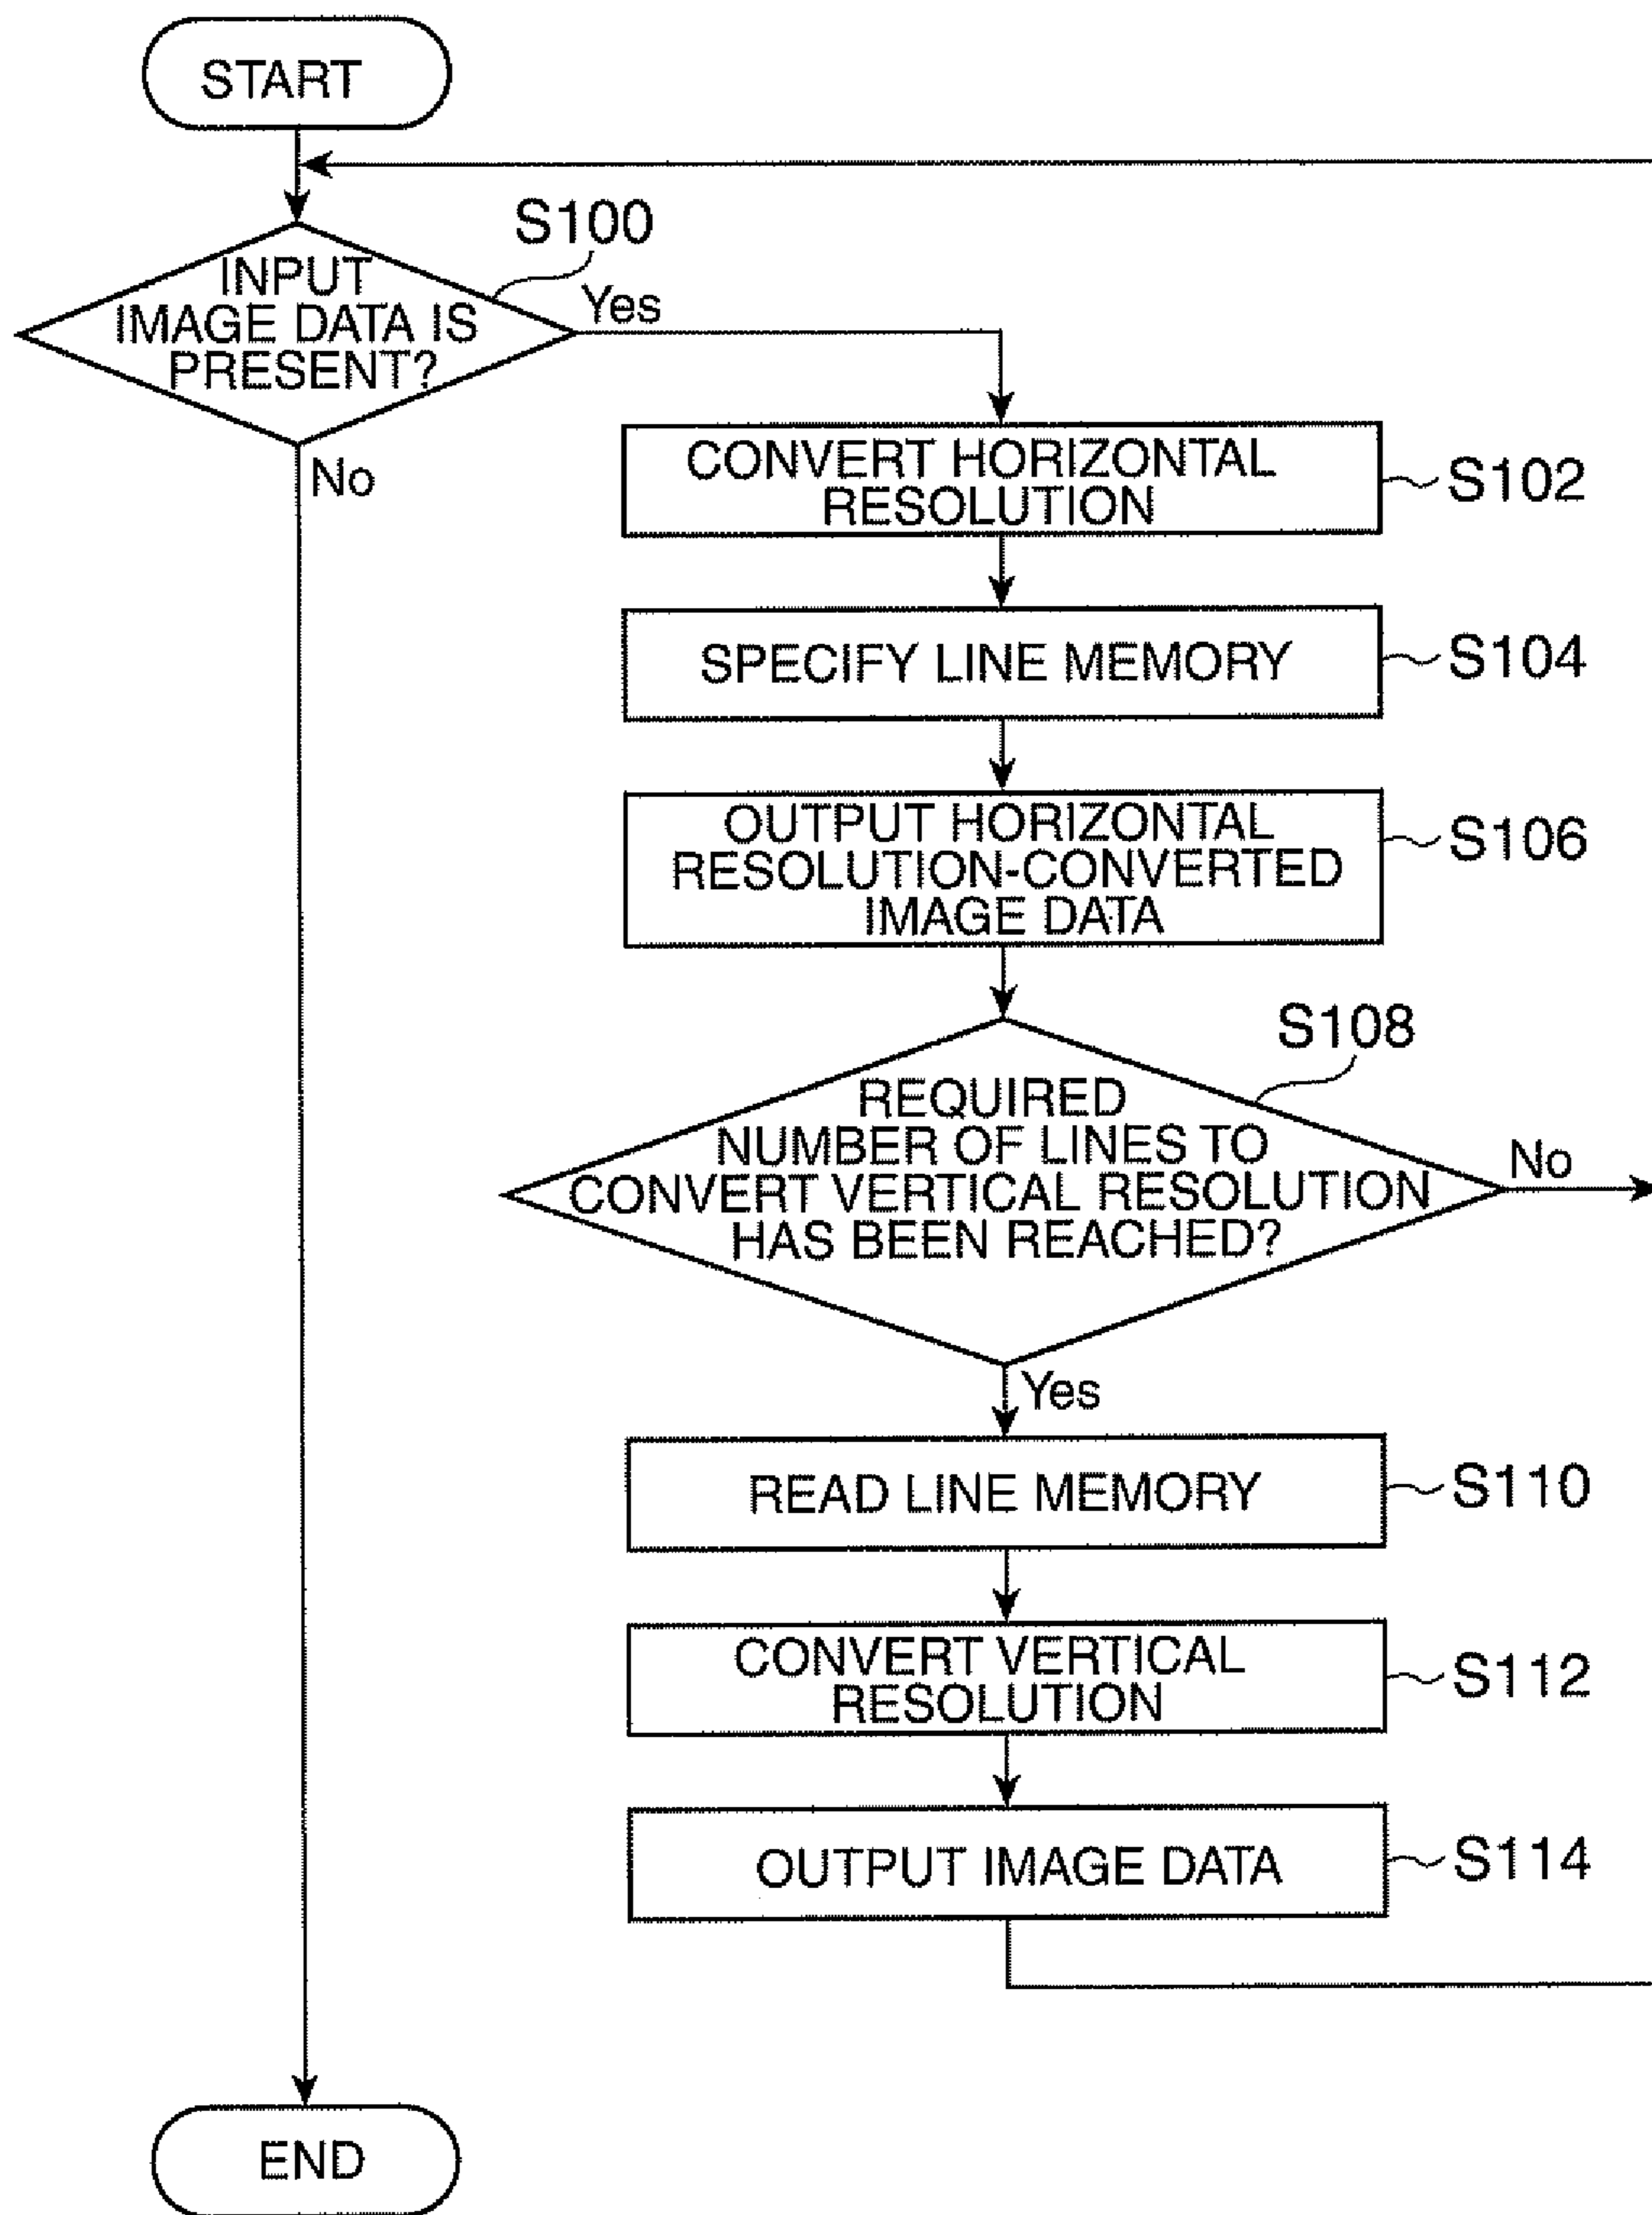 START
S100
INPUT
IMAGE DATA IS
PRESENT?
Yes
No
CONVERT HORIZONTAL
RESOLUTION
S102
SPECIFY LINE MEMORY
S104
OUTPUT HORIZONTAL
RESOLUTION-CONVERTED
IMAGE DATA
S106
S108
REQUIRED
NUMBER OF LINES TO
CONVERT VERTICAL RESOLUTION
HAS BEEN REACHED?
No
Yes
READ LINE MEMORY
S110
CONVERT VERTICAL
RESOLUTION
S112
OUTPUT IMAGE DATA
S114
END